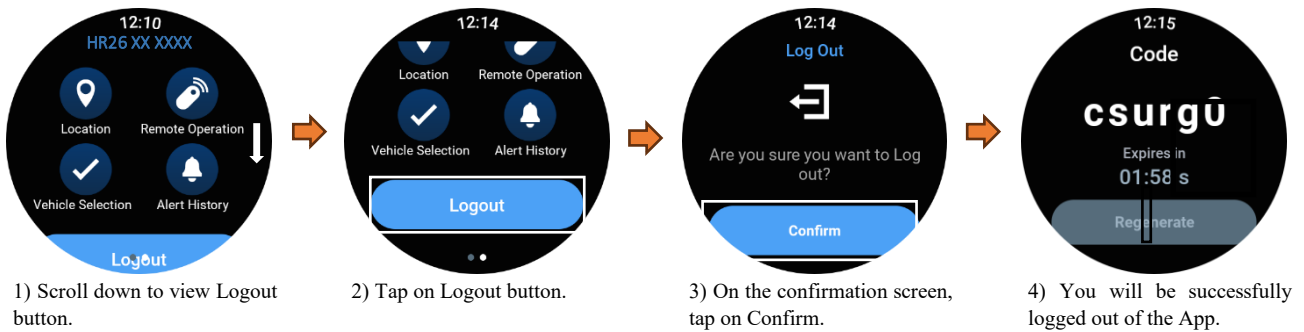 12:10
HR26 XX XXXX
Location
Remote Operation
Vehicle Selection
Alert History
Logout
1) Scroll down to view Logout
button.
12:14
Location
Remote Operation
Vehicle Selection
Alert History
Logout
2) Tap on Logout button.
12:14
Log Out
Are you sure you want to Log
out?
Confirm
3) On the confirmation screen,
tap on Confirm.
12:15
Code
Expires in
01:58 s
Regenerate
4) You will be successfully
logged out of the App.